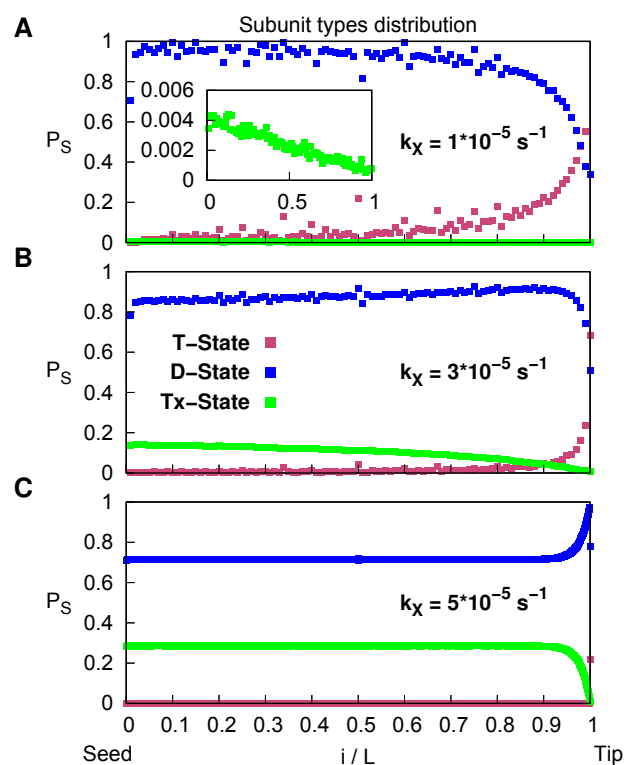 Subunit types distribution
A
1
0.8
0.6
0.4
0.2
0
P_S
0.006
0.004
0.002
0
0 0.5 1
k_X = 1*10^−5 s^−1
B
0.8
0.6
0.4
0.2
0
P_S
T−State
D−State
Tx−State
k_X = 3*10^−5 s^−1
C
0.8
0.6
0.4
0.2
0
P_S
k_X = 5*10^−5 s^−1
0 0.1 0.2 0.3 0.4 0.5 0.6 0.7 0.8 0.9 1
Seed i / L Tip